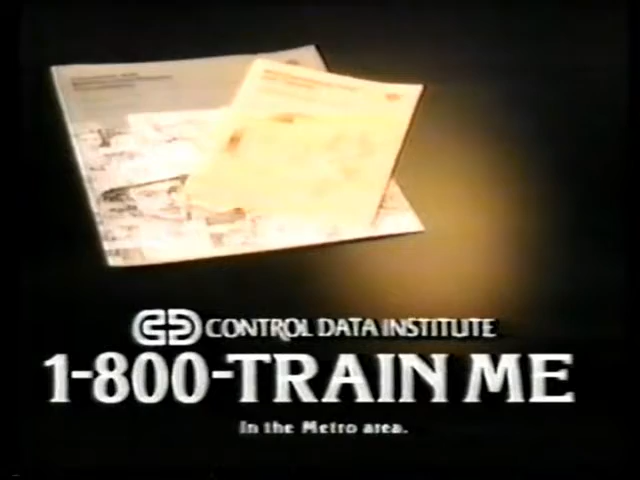 CONTROL DATA INSTITUTE
1-800-TRAIN ME
In the Metro area.